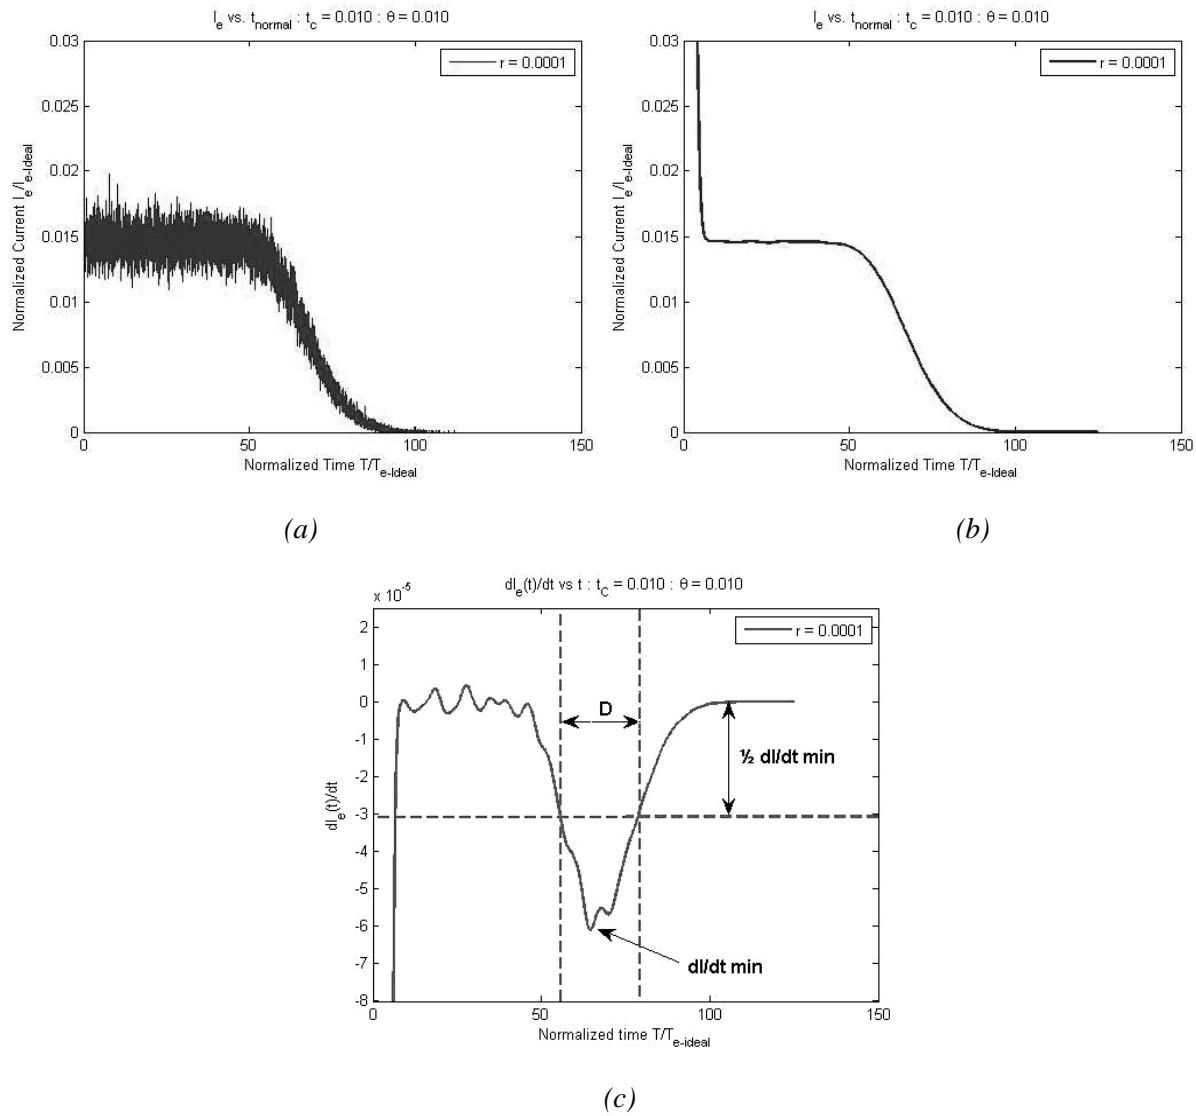 I_e vs. t_normal : t_c = 0.010 : θ = 0.010
0.03
0.025
0.02
0.015
0.01
0.005
0
r = 0.0001
Normalized Current I_e/I_e-Ideal
0 50 100 150
Normalized Time T/T_e-Ideal
(a)
I_e vs. t_normal : t_c = 0.010 : θ = 0.010
0.03
0.025
0.02
0.015
0.01
0.005
0
r = 0.0001
Normalized Current I_e/I_e-Ideal
0 50 100 150
Normalized Time T/T_e-Ideal
(b)
dI_e(t)/dt vs t : t_C = 0.010 : θ = 0.010
x 10^-5
2
1
0
-1
-2
-3
-4
-5
-6
-7
-8
r = 0.0001
D
½ dI/dt min
dI/dt min
dI_e(t)/dt
0 50 100 150
Normalized time T/T_e-ideal
(c)